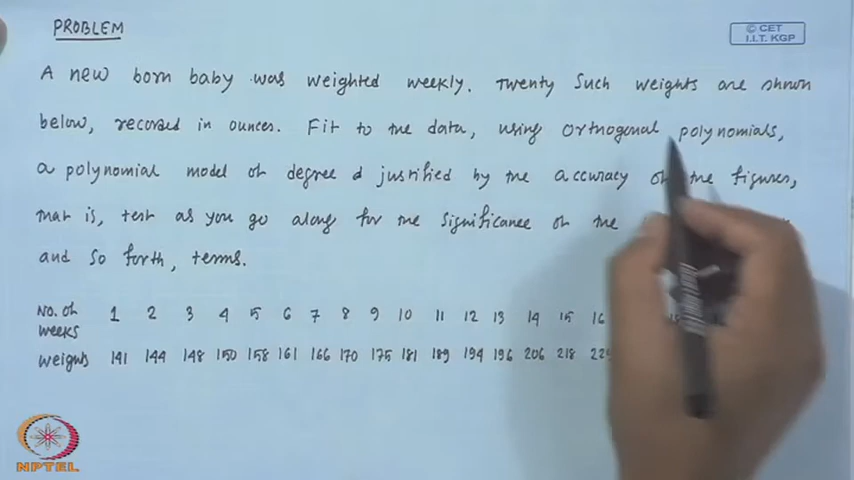 PROBLEM
© CET
I.I.T. KGP
A new born baby was weighted weekly. Twenty such weights are shown
below, recorded in ounces. Fit to the data, using orthogonal polynomials,
a polynomial model of degree d justified by the accuracy of the figures,
that is, test as you go along for the significance of the
and so forth, terms.
No. of 1 2 3 4 5 6 7 8 9 10 11 12 13 14 15 16
weeks
weights 141 144 148 150 158 161 166 170 175 181 189 194 196 206 218
NPTEL